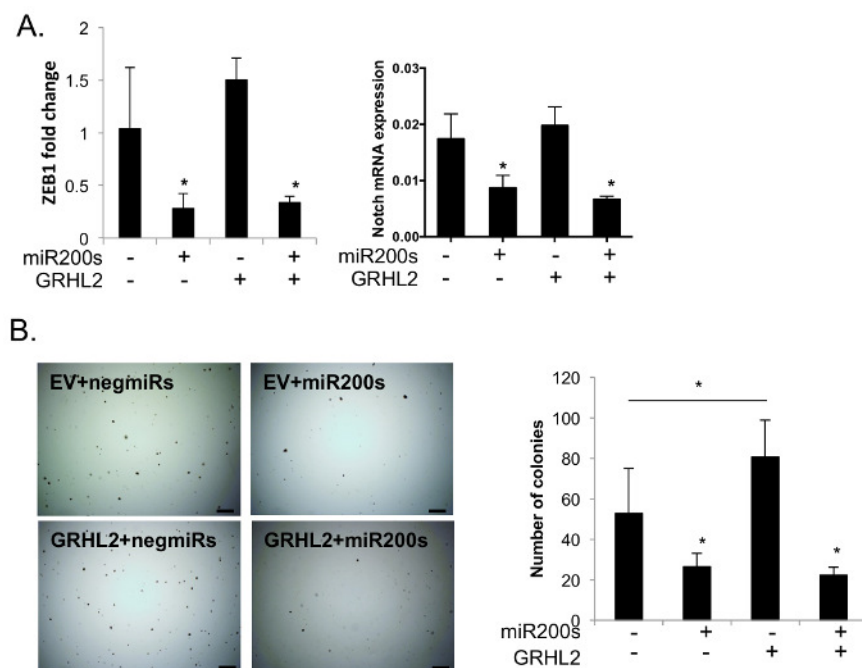 A.
2
1.5
1
0.5
0
ZEB1 fold change
*
*
miR200s - + - +
GRHL2 - - + +
0.03
0.02
0.01
0.00
Notch mRNA expression
*
*
miR200s - + - +
GRHL2 - - + +
B.
EV+negmiRs
EV+miR200s
GRHL2+negmiRs
GRHL2+miR200s
120
100
80
60
40
20
0
Number of colonies
*
*
*
miR200s - + - +
GRHL2 - - + +